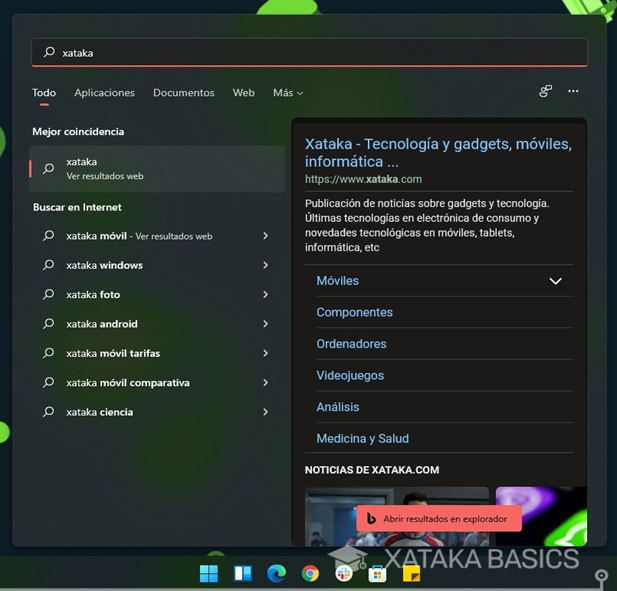 xataka
Todo Aplicaciones Documentos Web Más
Mejor coincidencia
xataka
Ver resultados web
Buscar en Internet
xataka móvil - Ver resultados web
xataka windows
xataka foto
xataka android
xataka móvil tarifas
xataka móvil comparativa
xataka ciencia
Xataka - Tecnología y gadgets, móviles,
informática ...
https://www.xataka.com
Publicación de noticias sobre gadgets y tecnología.
Últimas tecnologías en electrónica de consumo y
novedades tecnológicas en móviles, tablets,
informática, etc
Móviles
Componentes
Ordenadores
Videojuegos
Análisis
Medicina y Salud
NOTICIAS DE XATAKA.COM
Abrir resultados en explorador
XATAKA BASICS